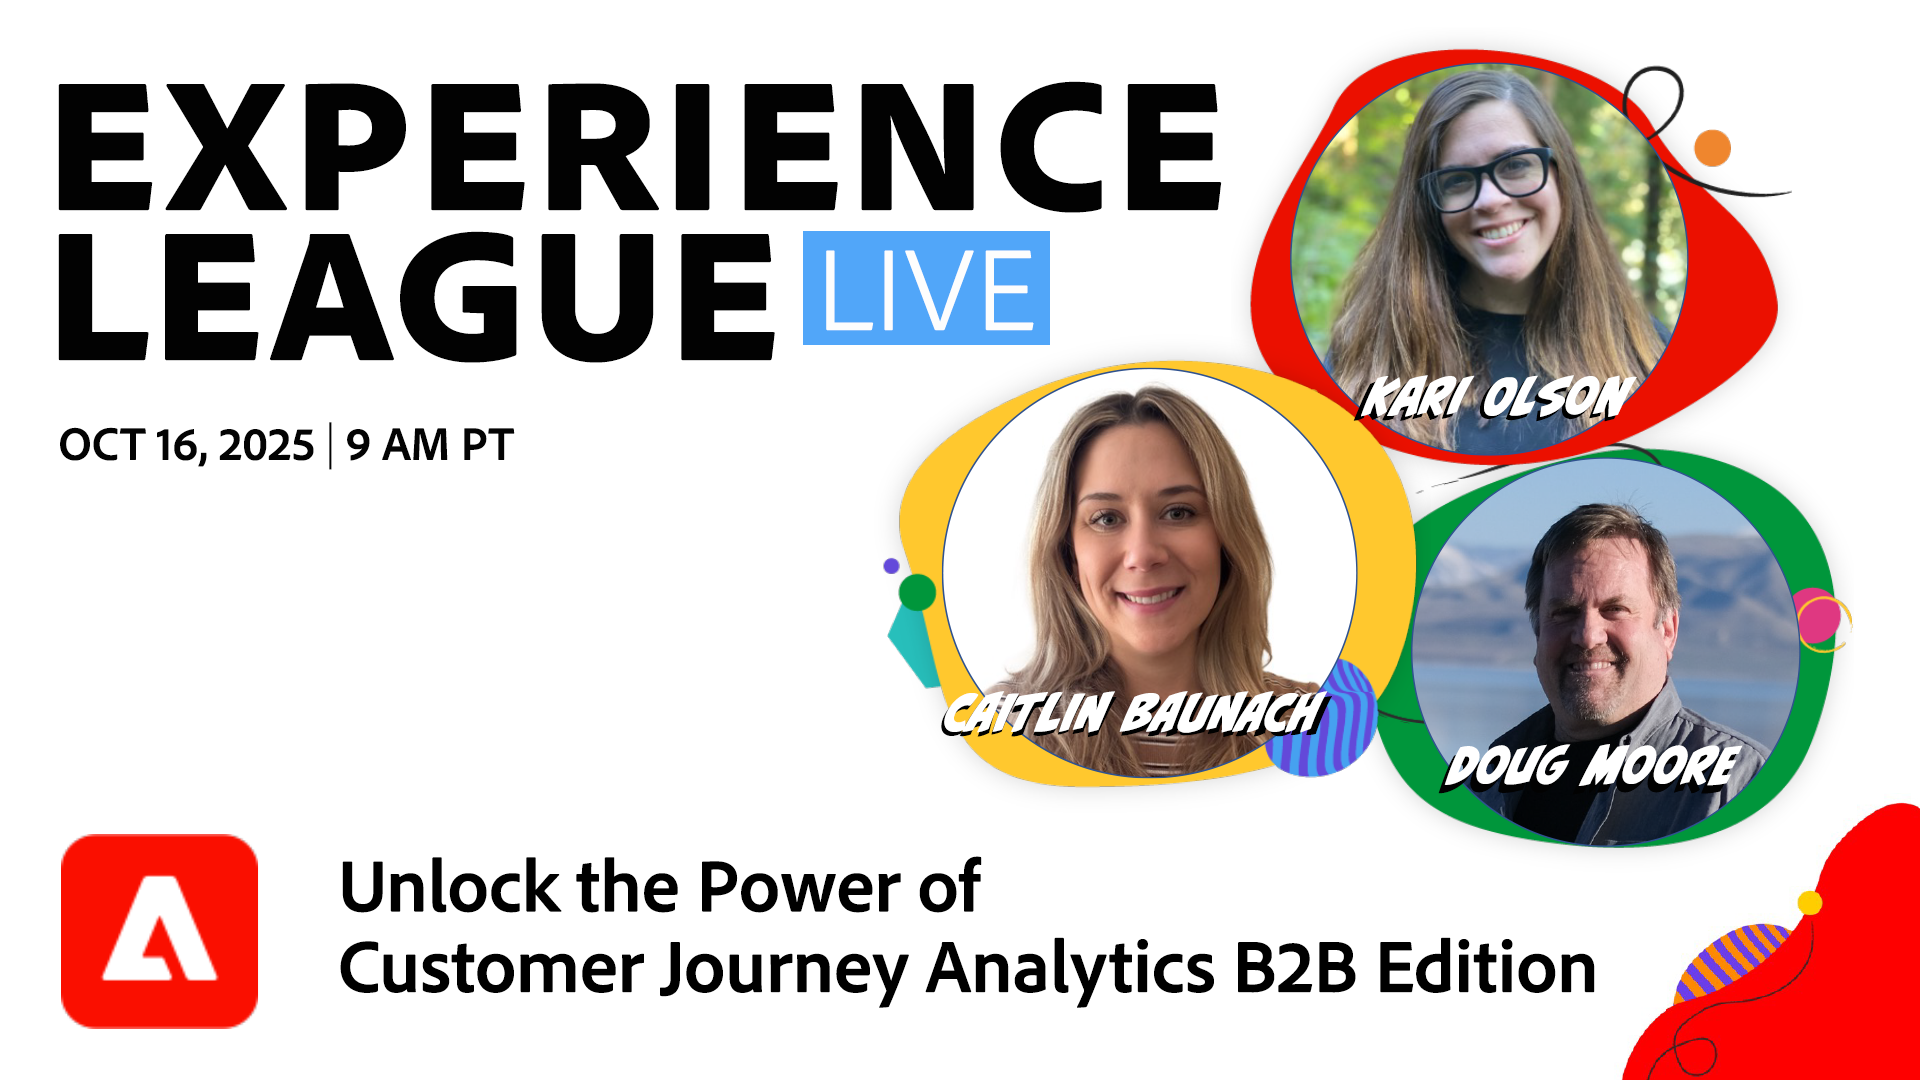 EXPERIENCE
LEAGUE LIVE
OCT 16, 2025 | 9 AM PT
KARI OLSON
CAITLIN BAUNACH
DOUG MOORE
Unlock the Power of
Customer Journey Analytics B2B Edition